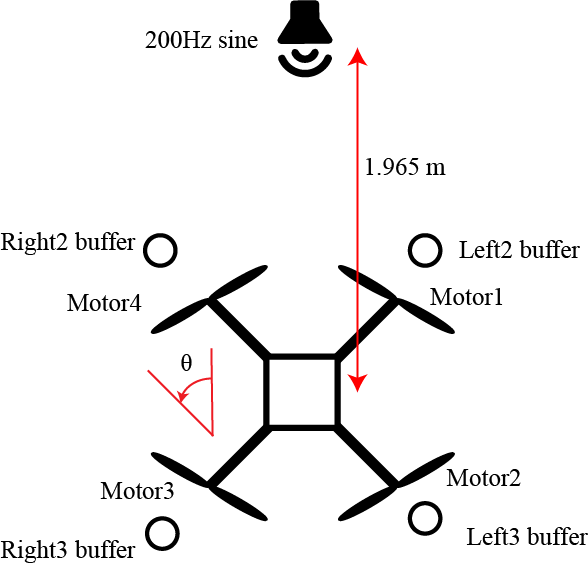 200Hz sine
1.965 m
Right2 buffer
Left2 buffer
Motor4
Motor1
θ
Motor3
Motor2
Right3 buffer
Left3 buffer